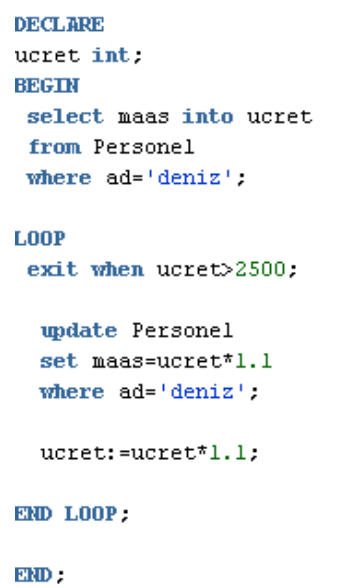 DECLARE
ucret int;
BEGIN
select maas into ucret
from Personel
where ad='deniz';
LOOP
exit when ucret>2500;
update Personel
set maas=ucret*1.1
where ad='deniz';
ucret:=ucret*1.1;
END LOOP;
END;